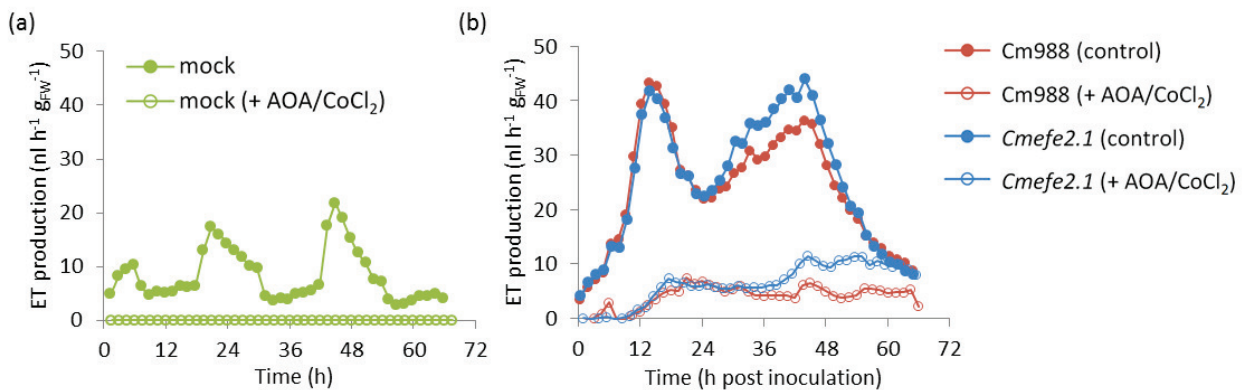 (a)
ET production (nl h⁻¹ gFW⁻¹)
50
40
30
20
10
0
mock
mock (+ AOA/CoCl₂)
0 12 24 36 48 60 72
Time (h)
(b)
ET production (nl h⁻¹ gFW⁻¹)
50
40
30
20
10
0
0 12 24 36 48 60 72
Time (h post inoculation)
Cm988 (control)
Cm988 (+ AOA/CoCl₂)
Cmefe2.1 (control)
Cmefe2.1 (+ AOA/CoCl₂)